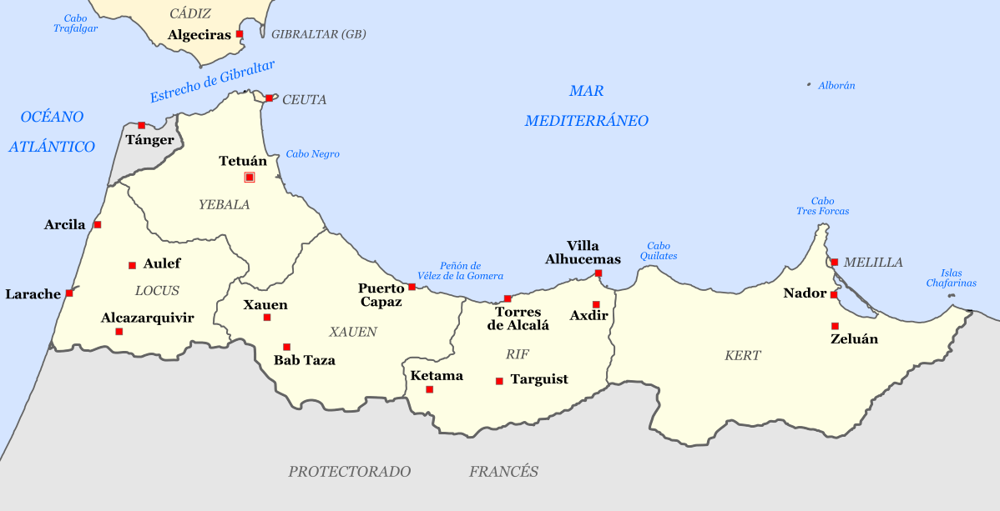 CÁDIZ
Cabo
Trafalgar
Algeciras
GIBRALTAR (GB)
Estrecho de Gibraltar
CEUTA
MAR
MEDITERRÁNEO
Alborán
OCÉANO
ATLÁNTICO
Tánger
Tetuán
Cabo Negro
YEBALA
Arcila
Cabo
Tres Forcas
Aulef
LOCUS
Larache
Alcazarquivir
Xauen
XAUEN
Bab Taza
Puerto
Capaz
Peñón de
Vélez de la Gomera
Villa
Alhucemas
Cabo
Quilates
Torres
de Alcalá
Axdir
RIF
Ketama
Targuist
MELILLA
Islas
Chafarinas
Nador
Zeluán
KERT
PROTECTORADO FRANCÉS